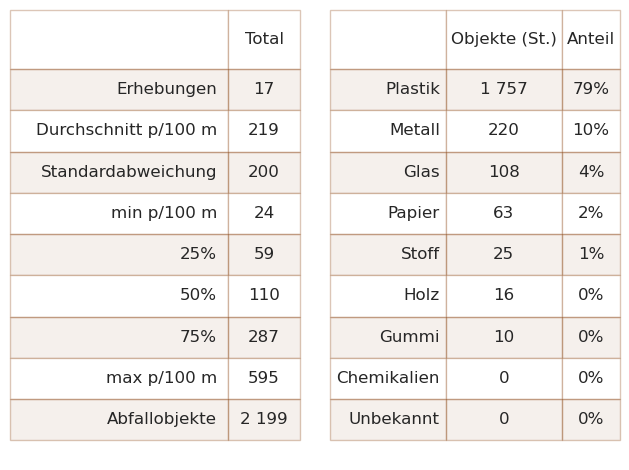 Total
Erhebungen 17
Durchschnitt p/100 m 219
Standardabweichung 200
min p/100 m 24
25% 59
50% 110
75% 287
max p/100 m 595
Abfallobjekte 2 199
Objekte (St.) Anteil
Plastik 1 757 79%
Metall 220 10%
Glas 108 4%
Papier 63 2%
Stoff 25 1%
Holz 16 0%
Gummi 10 0%
Chemikalien 0 0%
Unbekannt 0 0%